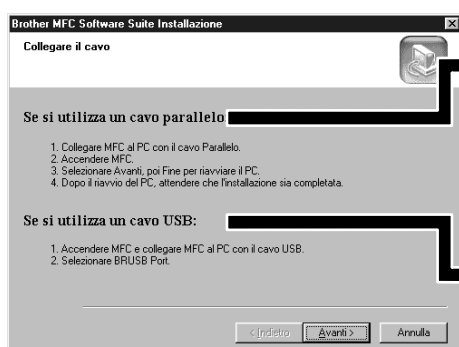 Brother MFC Software Suite Installazione
Collegare il cavo
Se si utilizza un cavo parallelo:
1. Collegare MFC al PC con il cavo Parallelo.
2. Accendere MFC.
3. Selezionare Avanti, poi Fine per riavviare il PC.
4. Dopo il riavvio del PC, attendere che l'installazione sia completata.
Se si utilizza un cavo USB:
1. Accendere MFC e collegare MFC al PC con il cavo USB.
2. Selezionare BRUSB Port.
< Indietro Avanti > Annulla